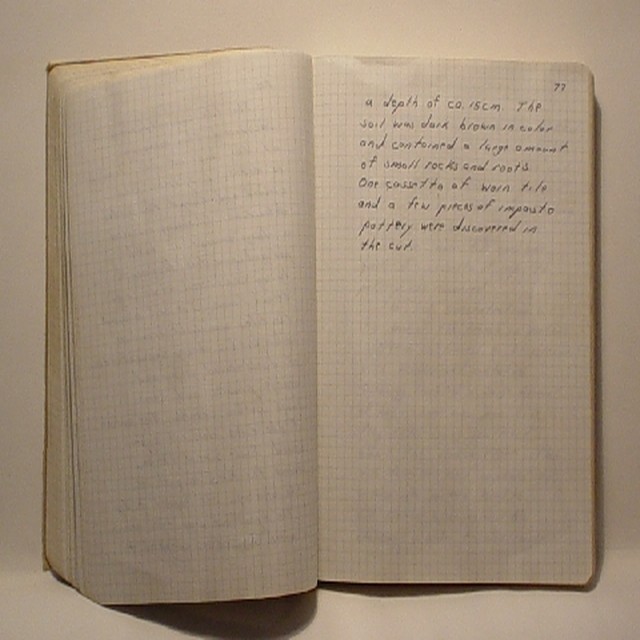 77
a depth of ca. 15cm. The
soil was dark brown in color
and contained a large amount
of small rocks and roots.
One cassetta of worn tile
and a few pieces of impasto
pottery were discovered in
the cut.